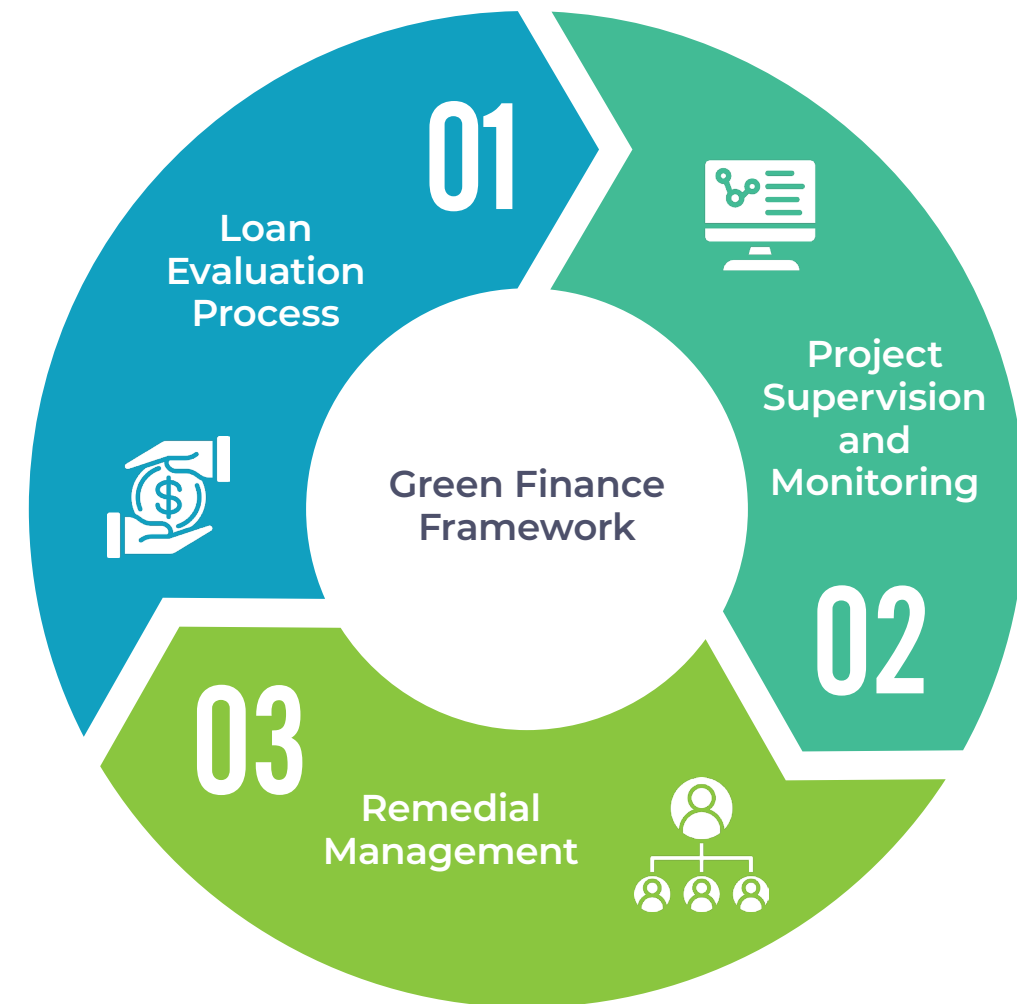 01
Loan
Evaluation
Process
$
Project
Supervision
and
Monitoring
02
Green Finance
Framework
03
Remedial
Management